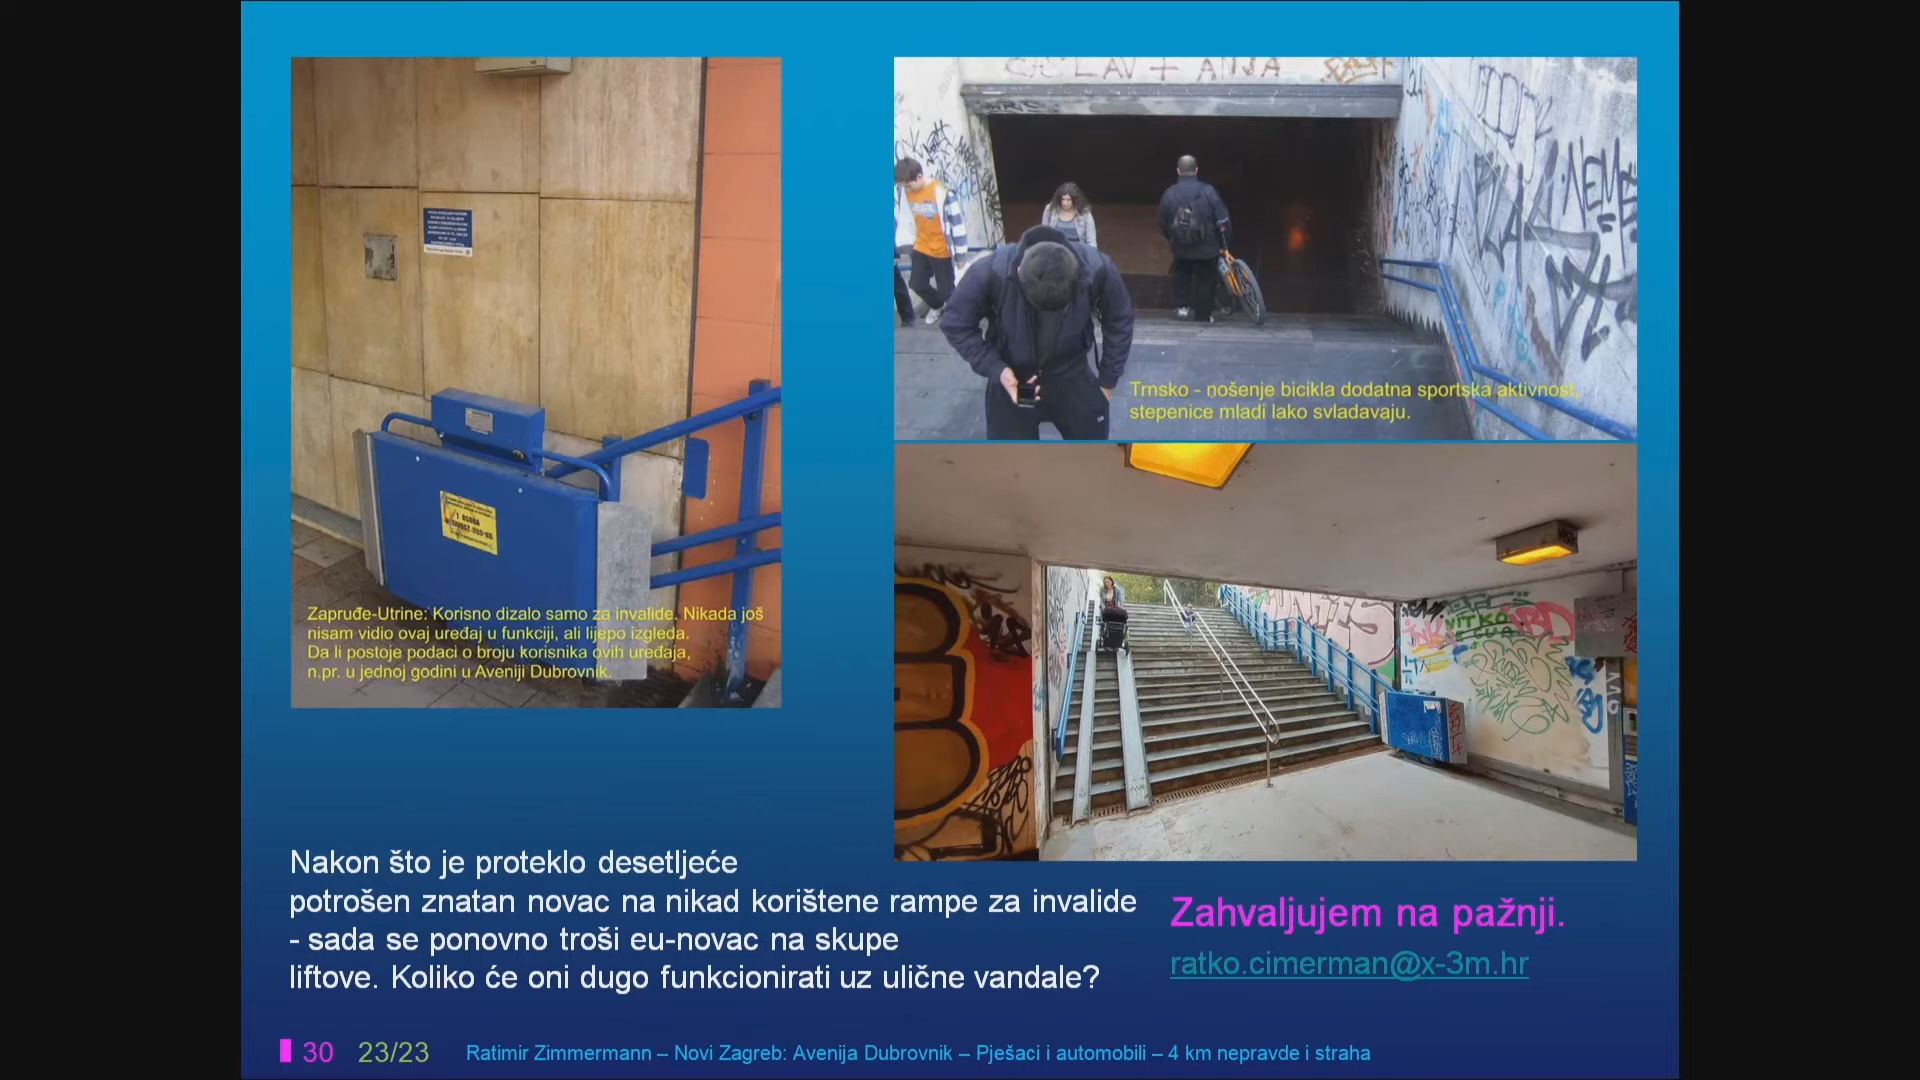 Zapruđe-Utrine: Korisno dizalo samo za invalide. Nikada još
nisam vidio ovaj uređaj u funkciji, ali lijepo izgleda.
Da li postoje podaci o broju korisnika ovih uređaja,
n.pr. u jednoj godini u Aveniji Dubrovnik.
Trnsko - nošenje bicikla dodatna sportska aktivnost,
stepenice mladi lako svladavaju.
Nakon što je proteklo desetljeće
potrošen znatan novac na nikad korištene rampe za invalide
- sada se ponovno troši eu-novac na skupe
liftove. Koliko će oni dugo funkcionirati uz ulične vandale?
Zahvaljujem na pažnji.
ratko.cimerman@x-3m.hr
30 23/23 Ratimir Zimmermann – Novi Zagreb: Avenija Dubrovnik – Pješaci i automobili – 4 km nepravde i straha